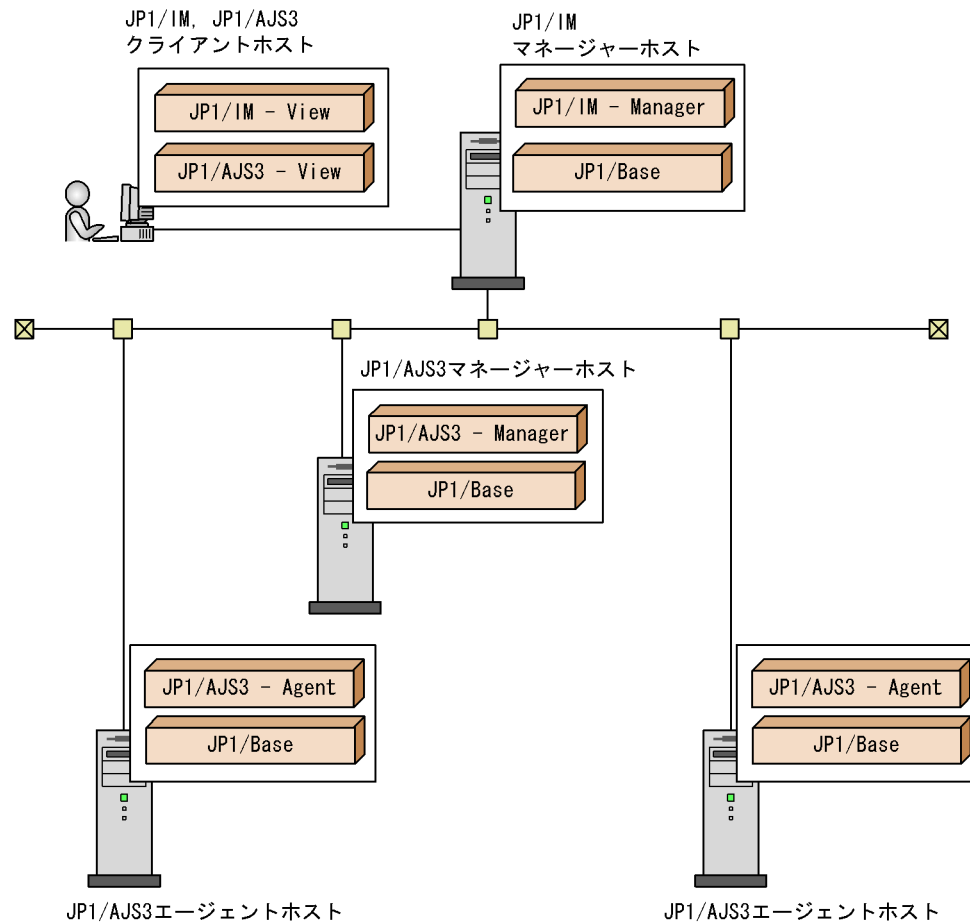 JP1/IM, JP1/AJS3
クライアントホスト
JP1/IM - View
JP1/AJS3 - View
JP1/IM
マネージャーホスト
JP1/IM - Manager
JP1/Base
JP1/AJS3マネージャーホスト
JP1/AJS3 - Manager
JP1/Base
JP1/AJS3 - Agent
JP1/Base
JP1/AJS3エージェントホスト
JP1/AJS3 - Agent
JP1/Base
JP1/AJS3エージェントホスト